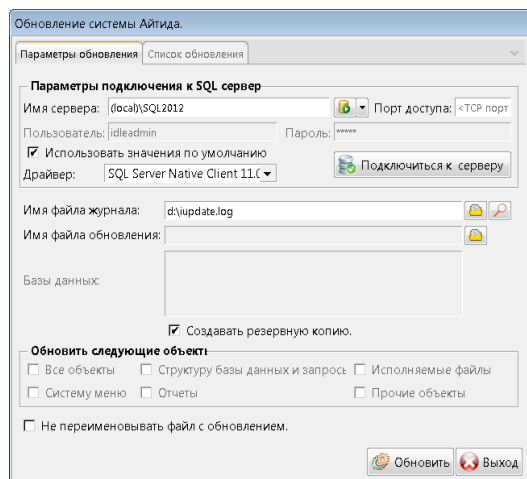 Обновление системы Айтида.
Параметры обновления Список обновления
Параметры подключения к SQL сервер
Имя сервера: (local)\SQL2012 Порт доступа: <TCP порт
Пользователь: idleadmin Пароль: *****
Использовать значения по умолчанию
Драйвер: SQL Server Native Client 11.0 Подключиться к серверу
Имя файла журнала: d:\iupdate.log
Имя файла обновления:
Базы данных:
Создавать резервную копию.
Обновить следующие объекть
Все объекты Структуру базы данных и запросы Исполняемые файлы
Систему меню Отчеты Прочие объекты
Не переименовывать файл с обновлением.
Обновить Выход